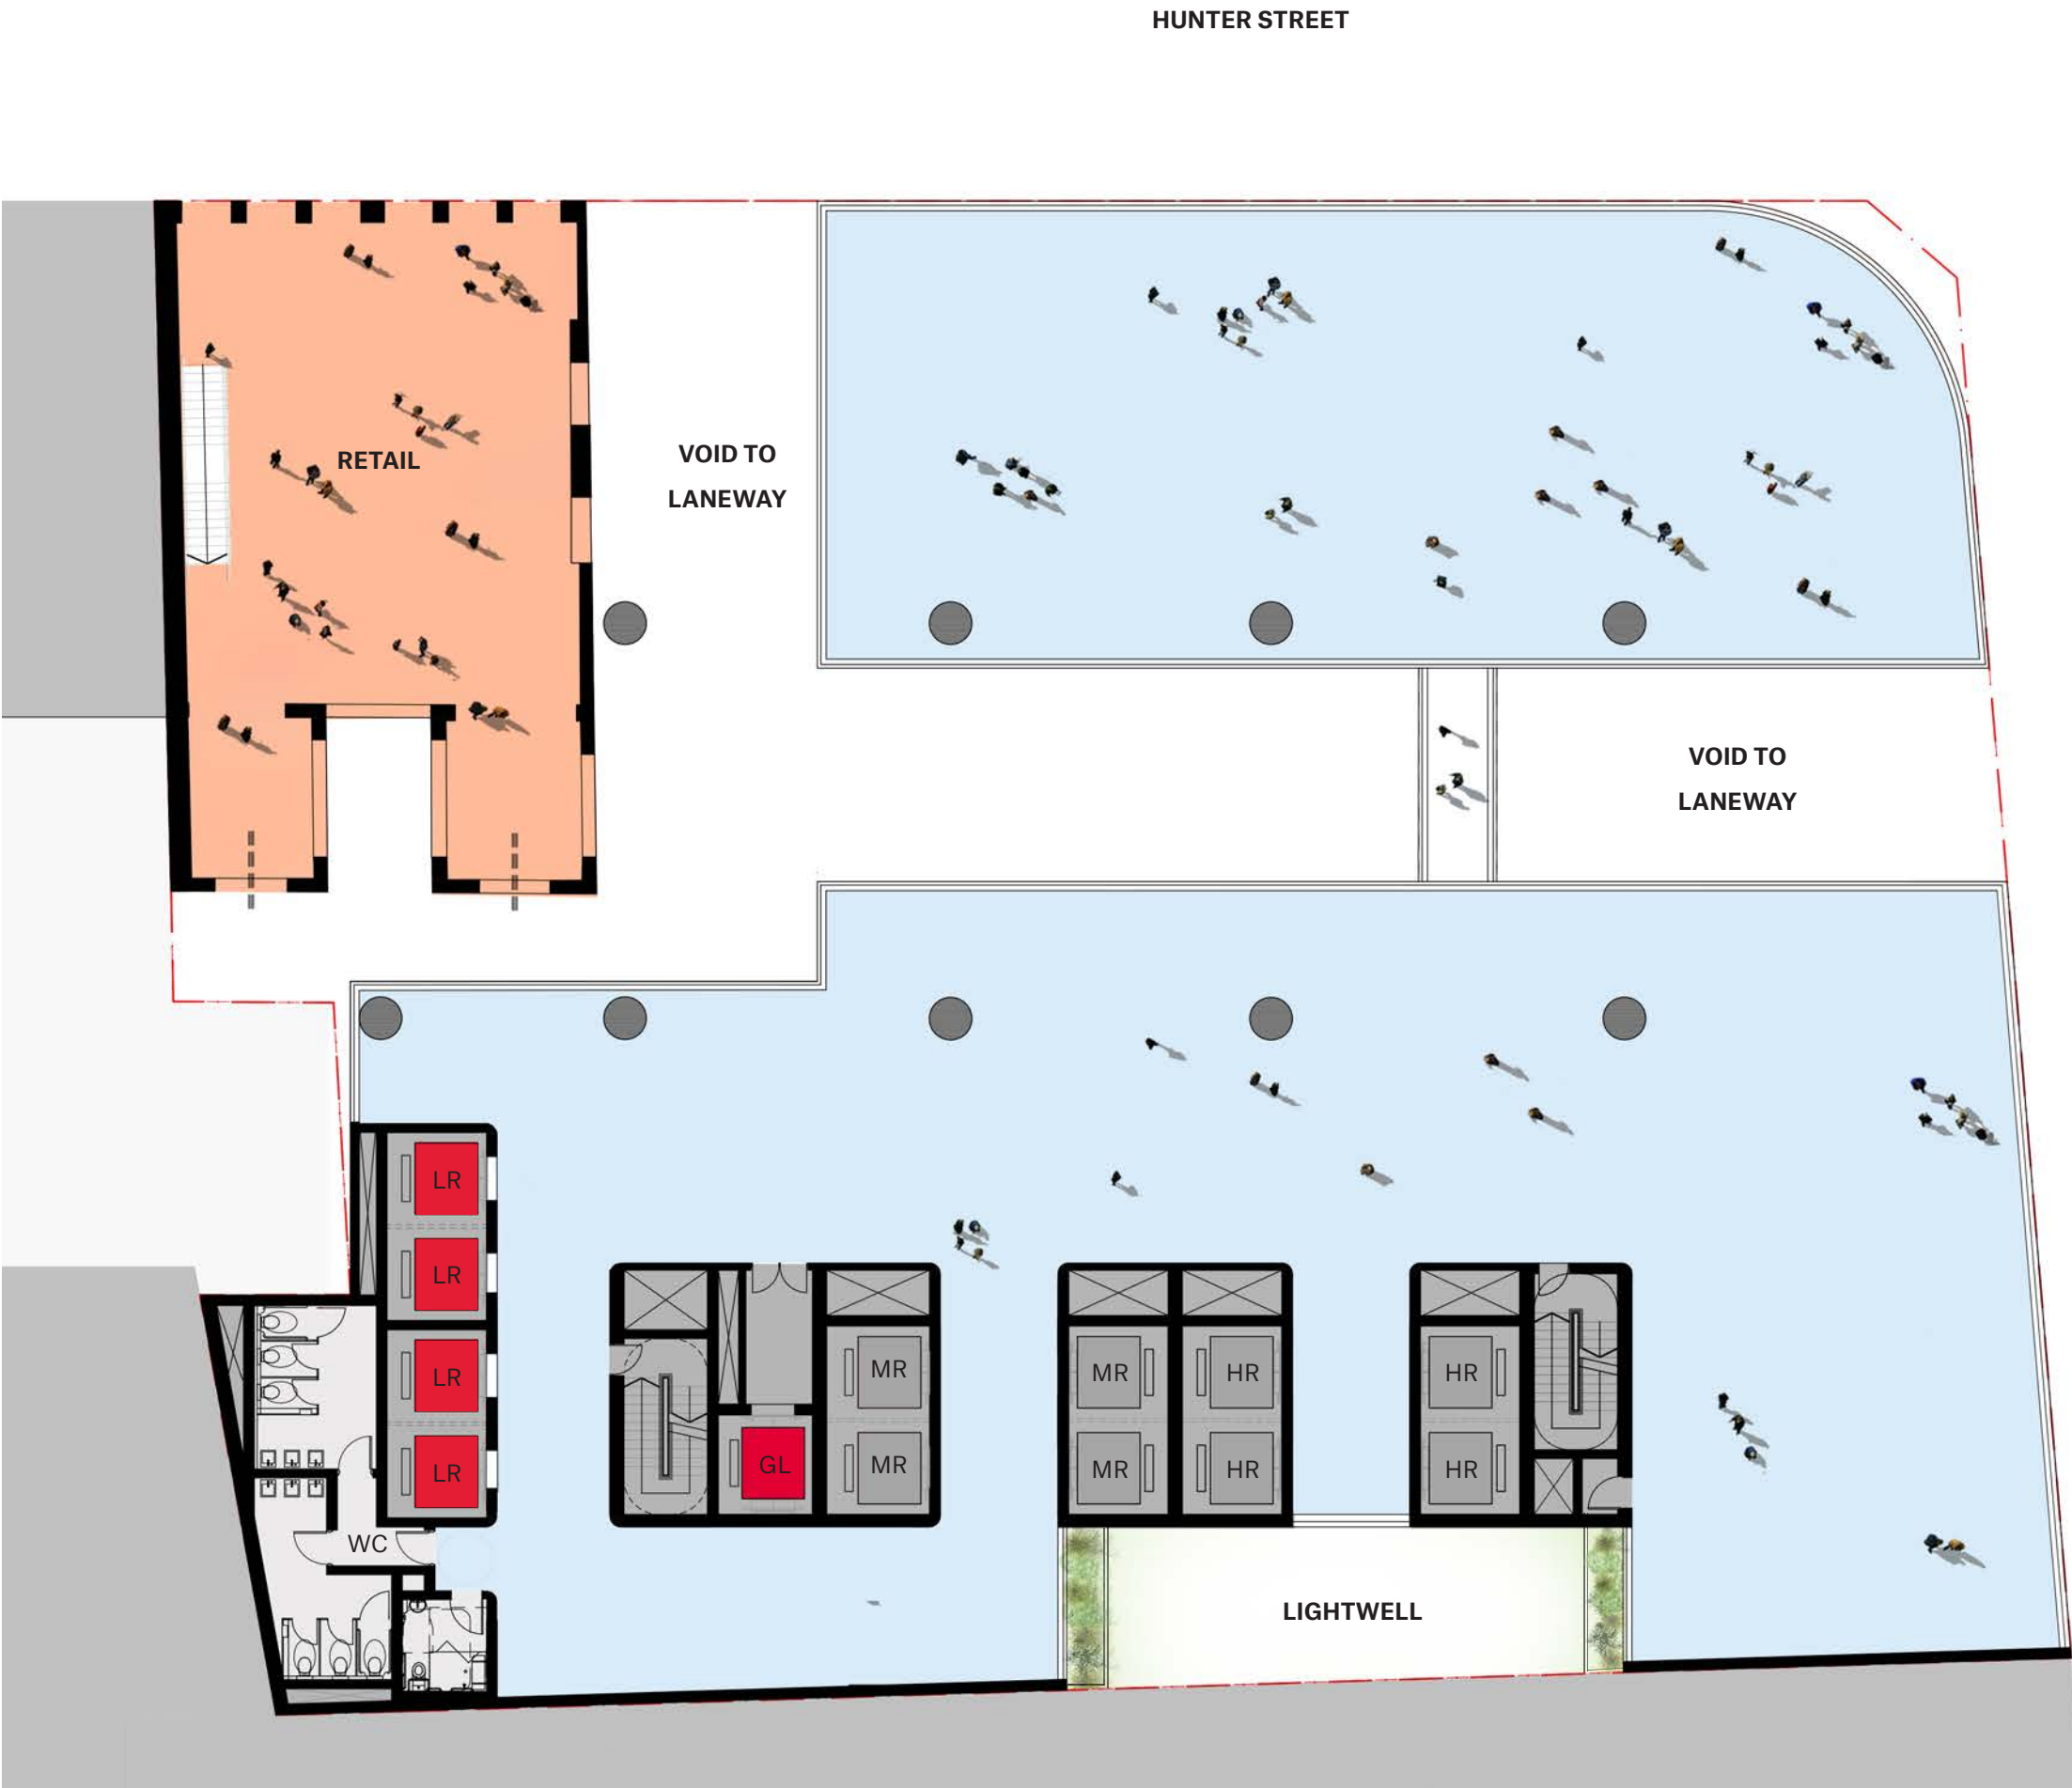 HUNTER STREET
RETAIL
VOID TO
LANEWAY
VOID TO
LANEWAY
LR
LR
LR
LR
MR
MR
HR
HR
GL
MR
MR
HR
HR
WC
LIGHTWELL